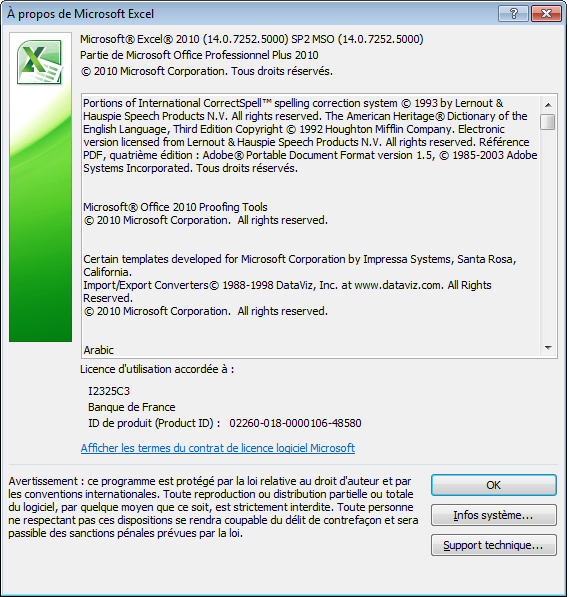 À propos de Microsoft Excel
Microsoft® Excel® 2010 (14.0.7252.5000) SP2 MSO (14.0.7252.5000)
Partie de Microsoft Office Professionnel Plus 2010
© 2010 Microsoft Corporation. Tous droits réservés.
Portions of International CorrectSpell™ spelling correction system © 1993 by Lernout &
Hauspie Speech Products N.V. All rights reserved. The American Heritage® Dictionary of the
English Language, Third Edition Copyright © 1992 Houghton Mifflin Company. Electronic
version licensed from Lernout & Hauspie Speech Products N.V. All rights reserved. Référence
PDF, quatrième édition : Adobe® Portable Document Format version 1.5, © 1985-2003 Adobe
Systems Incorporated. Tous droits réservés.
Microsoft® Office 2010 Proofing Tools
© 2010 Microsoft Corporation.  All rights reserved.
Certain templates developed for Microsoft Corporation by Impressa Systems, Santa Rosa,
California.
Import/Export Converters© 1988-1998 DataViz, Inc. at www.dataviz.com. All Rights
Reserved.
© 2010 Microsoft Corporation.  All rights reserved.
Arabic
Licence d'utilisation accordée à :
I2325C3
Banque de France
ID de produit (Product ID) :   02260-018-0000106-48580
Afficher les termes du contrat de licence logiciel Microsoft
Avertissement : ce programme est protégé par la loi relative au droit d'auteur et par
les conventions internationales. Toute reproduction ou distribution partielle ou totale
du logiciel, par quelque moyen que ce soit, est strictement interdite. Toute personne
ne respectant pas ces dispositions se rendra coupable du délit de contrefaçon et sera
passible des sanctions pénales prévues par la loi.
OK
Infos système...
Support technique...